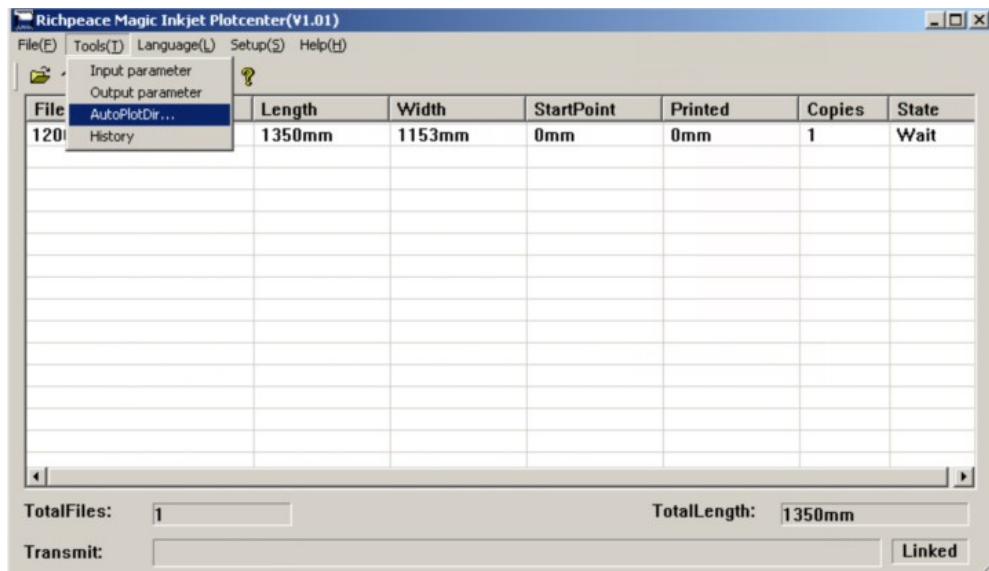 Richpeace Magic Inkjet Plotcenter(V1.01)
File(F) Tools(T) Language(L) Setup(S) Help(H)
Input parameter
Output parameter
AutoPlotDir...
History
File Length Width StartPoint Printed Copies State
120 1350mm 1153mm 0mm 0mm 1 Wait
TotalFiles: 1 TotalLength: 1350mm
Transmit: Linked